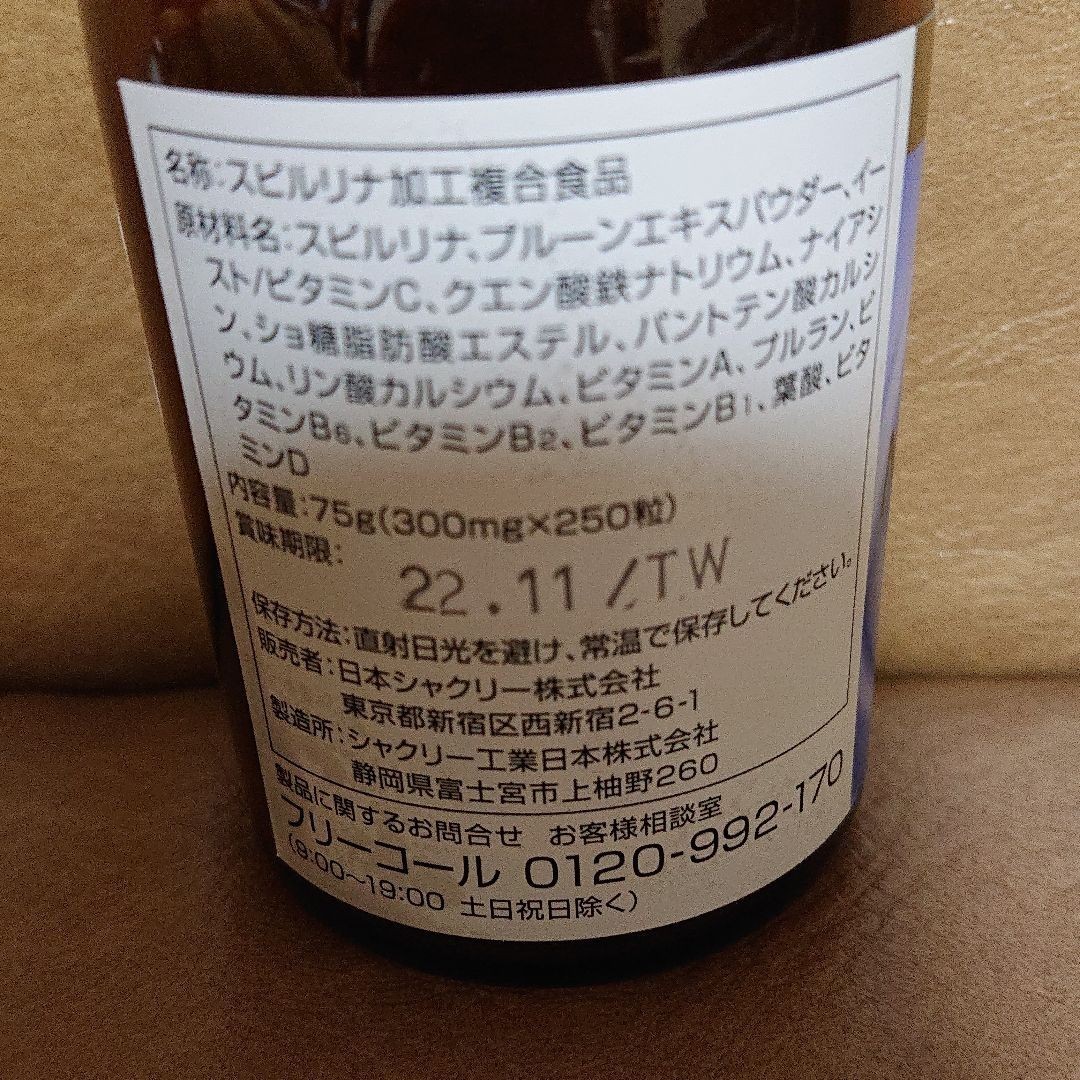 名称:スピルリナ加工複合食品
原材料名:スピルリナ、プルーンエキスパウダー、イー
スト/ビタミンC、クエン酸鉄ナトリウム、ナイアシ
ン、ショ糖脂肪酸エステル、パントテン酸カルシ
ウム、リン酸カルシウム、ビタミンA、プルラン、ビ
タミンB6、ビタミンB2、ビタミンB1、葉酸、ビタ
ミンD
内容量:75g(300mg×250粒)
賞味期限:
22.11/TW
保存方法:直射日光を避け、常温で保存してください。
販売者:日本シャクリー株式会社
東京都新宿区西新宿2-6-1
製造所:シャクリー工業日本株式会社
静岡県富士宮市上柚野260
製品に関するお問合せ お客様相談室
フリーコール 0120-992-170
(9:00~19:00 土日祝日除く)